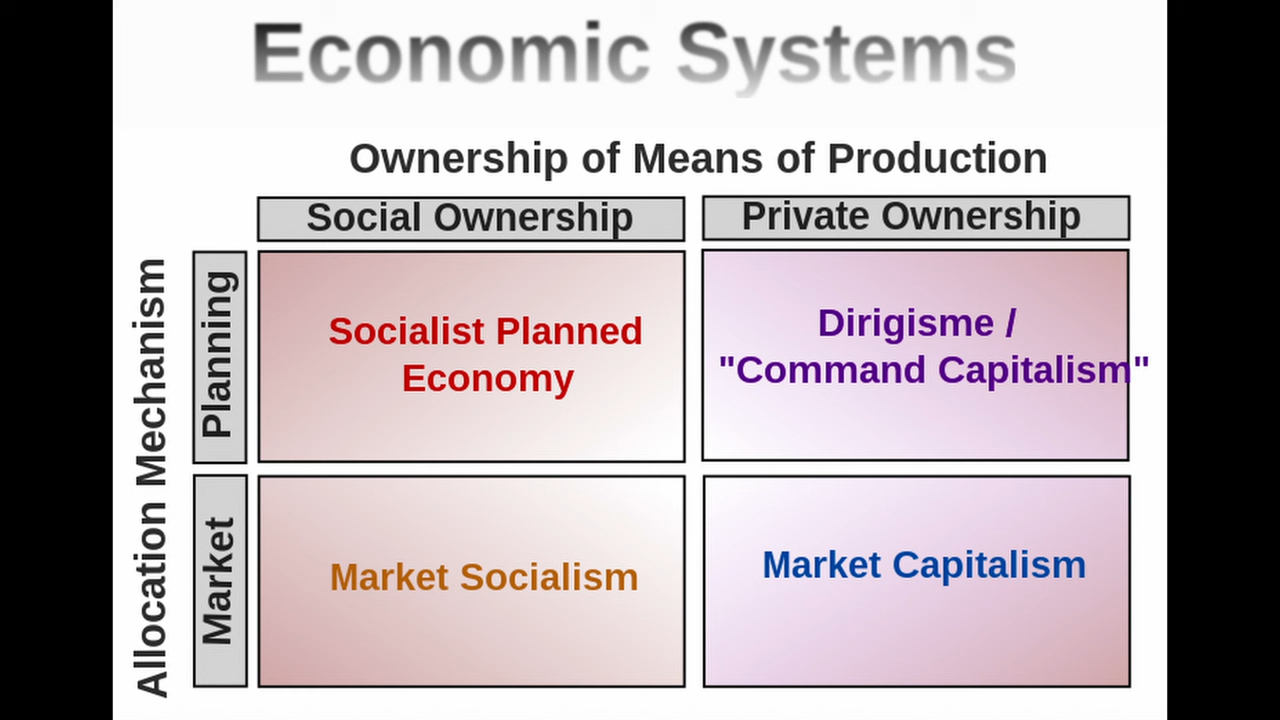 Economic Systems
Ownership of Means of Production
Social Ownership
Private Ownership
Allocation Mechanism
Planning
Socialist Planned
Economy
Dirigisme /
"Command Capitalism"
Market
Market Socialism
Market Capitalism